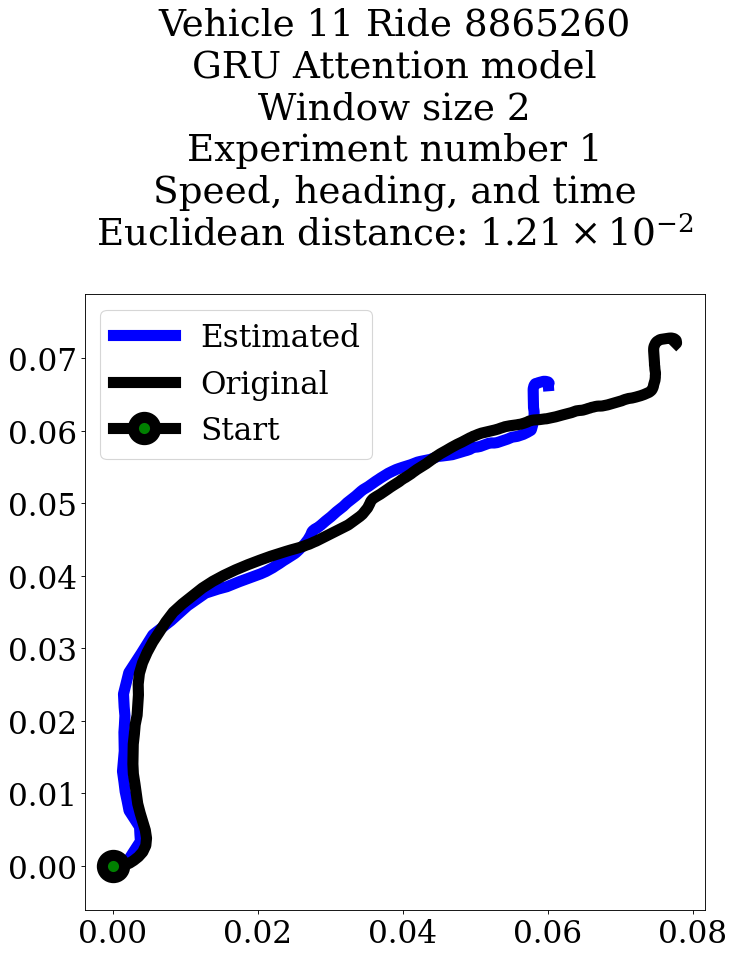 Vehicle 11 Ride 8865260
GRU Attention model
Window size 2
Experiment number 1
Speed, heading, and time
Euclidean distance: 1.21 × 10⁻²
Estimated
Original
Start
0.07
0.06
0.05
0.04
0.03
0.02
0.01
0.00
0.00 0.02 0.04 0.06 0.08